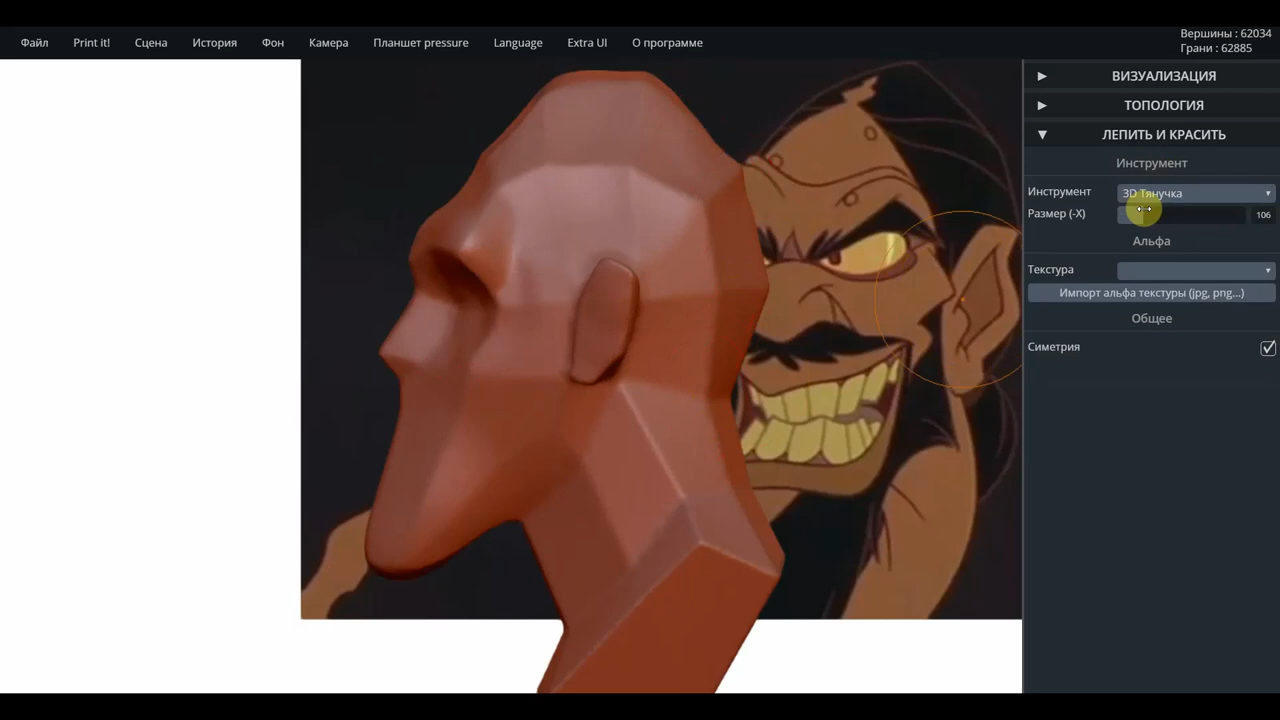 Файл Print it! Сцена История Фон Камера Планшет pressure Language Extra UI О программе
Вершины : 62034
Грани : 62885
ВИЗУАЛИЗАЦИЯ
ТОПОЛОГИЯ
ЛЕПИТЬ И КРАСИТЬ
Инструмент
Инструмент 3D Тянучка
Размер (-X) 106
Альфа
Текстура
Импорт альфа текстуры (jpg, png...)
Общее
Симетрия